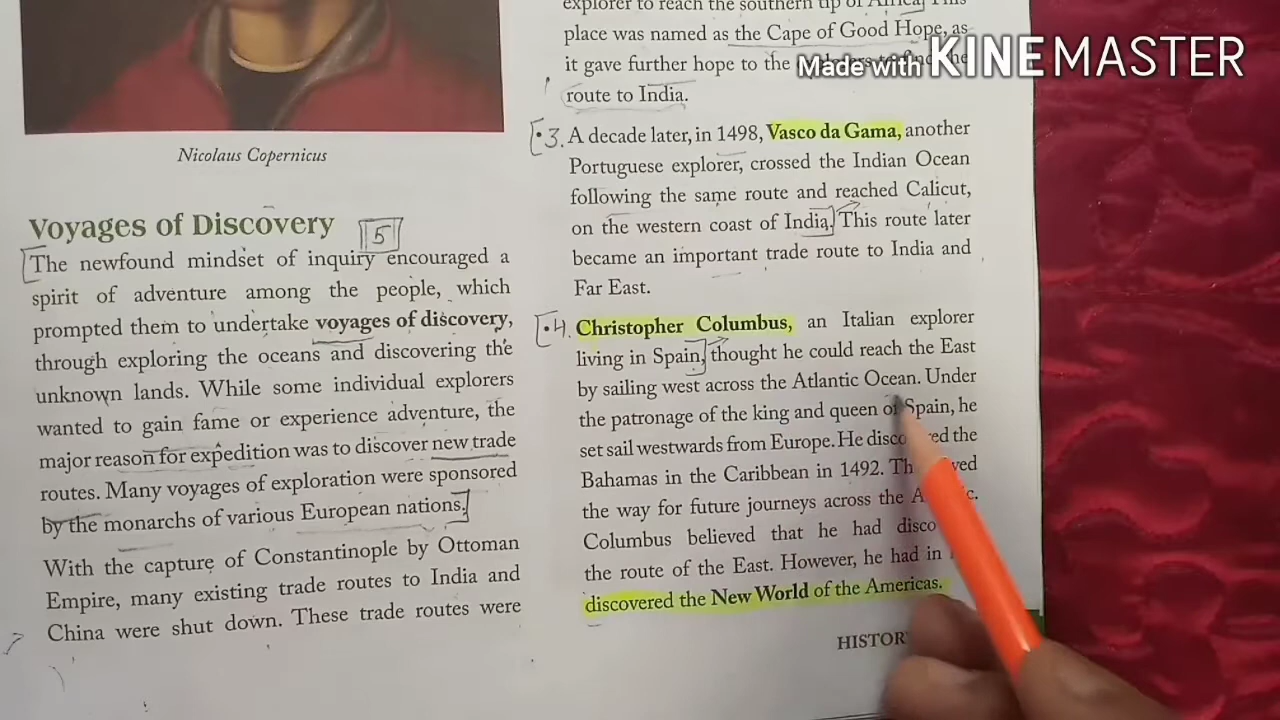 Nicolaus Copernicus
Voyages of Discovery
5
The newfound mindset of inquiry encouraged a
spirit of adventure among the people, which
prompted them to undertake voyages of discovery,
through exploring the oceans and discovering the
unknown lands. While some individual explorers
wanted to gain fame or experience adventure, the
major reason for expedition was to discover new trade
routes. Many voyages of exploration were sponsored
by the monarchs of various European nations.
With the capture of Constantinople by Ottoman
Empire, many existing trade routes to India and
China were shut down. These trade routes were
explorer to reach the southern tip of Africa. This
place was named as the Cape of Good Hope, as
it gave further hope to the
route to India.
3. A decade later, in 1498, Vasco da Gama, another
Portuguese explorer, crossed the Indian Ocean
following the same route and reached Calicut,
on the western coast of India. This route later
became an important trade route to India and
Far East.
4. Christopher Columbus, an Italian explorer
living in Spain, thought he could reach the East
by sailing west across the Atlantic Ocean. Under
the patronage of the king and queen of Spain, he
set sail westwards from Europe. He the
Bahamas in the Caribbean in 1492.
the way for future journeys across the
Columbus believed that he had
the route of the East. However, he had in
discovered the New World of the Americas.
Made with KINEMASTER